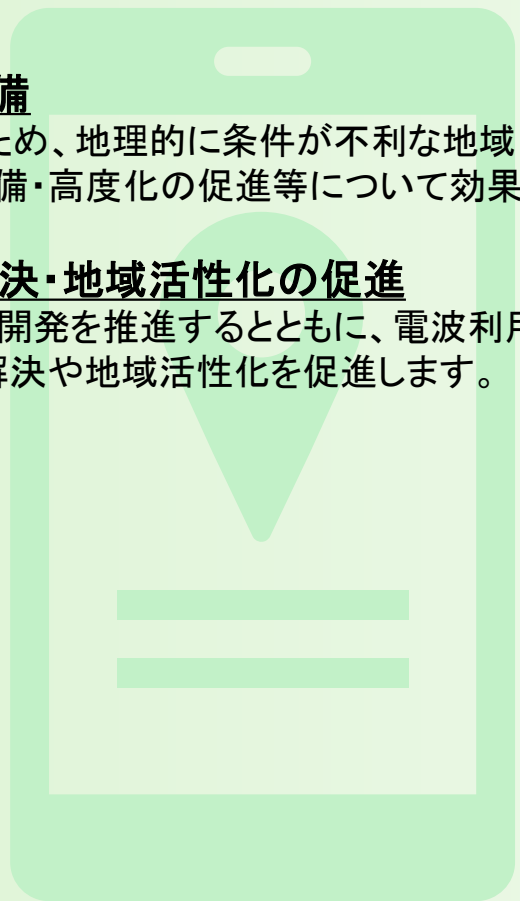 備
ため、地理的に条件が不利な地域
備・高度化の促進等について効果
決・地域活性化の促進
開発を推進するとともに、電波利用
解決や地域活性化を促進します。